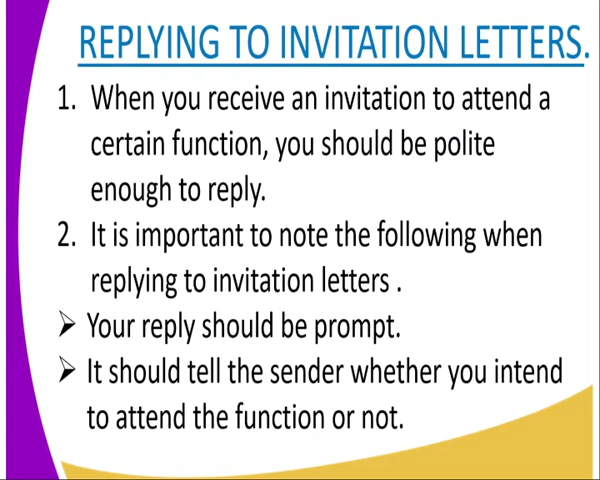 REPLYING TO INVITATION LETTERS.
1. When you receive an invitation to attend a
certain function, you should be polite
enough to reply.
2. It is important to note the following when
replying to invitation letters .
➢ Your reply should be prompt.
➢ It should tell the sender whether you intend
to attend the function or not.